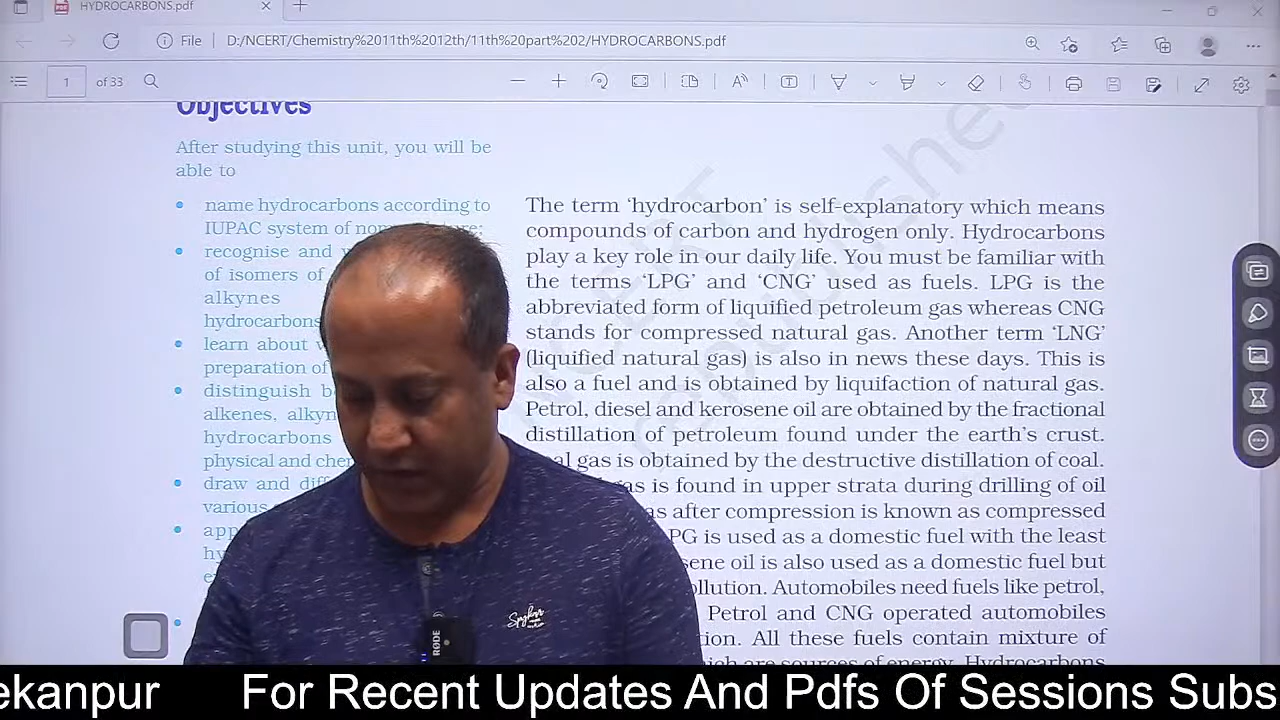 HYDROCARBONS.pdf
File D:/NCERT/Chemistry%2011th%2012th/11th%20part%202/HYDROCARBONS.pdf
1 of 33
Objectives
After studying this unit, you will be
able to
• name hydrocarbons according to
IUPAC system of
• recognise and
of isomers of
alkynes
hydrocarbons
• learn about
preparation of
• distinguish
alkenes,
hydrocarbons
physical and
• draw and
various
•
•
The term ‘hydrocarbon’ is self-explanatory which means
compounds of carbon and hydrogen only. Hydrocarbons
play a key role in our daily life. You must be familiar with
the terms ‘LPG’ and ‘CNG’ used as fuels. LPG is the
abbreviated form of liquified petroleum gas whereas CNG
stands for compressed natural gas. Another term ‘LNG’
(liquified natural gas) is also in news these days. This is
also a fuel and is obtained by liquifaction of natural gas.
Petrol, diesel and kerosene oil are obtained by the fractional
distillation of petroleum found under the earth’s crust.
gas is obtained by the destructive distillation of coal.
gas is found in upper strata during drilling of oil
after compression is known as compressed
is used as a domestic fuel with the least
oil is also used as a domestic fuel but
Automobiles need fuels like petrol,
Petrol and CNG operated automobiles
All these fuels contain mixture of
which are sources of energy. Hydrocarbons
RØDE
ekanpur For Recent Updates And Pdfs Of Sessions Subs